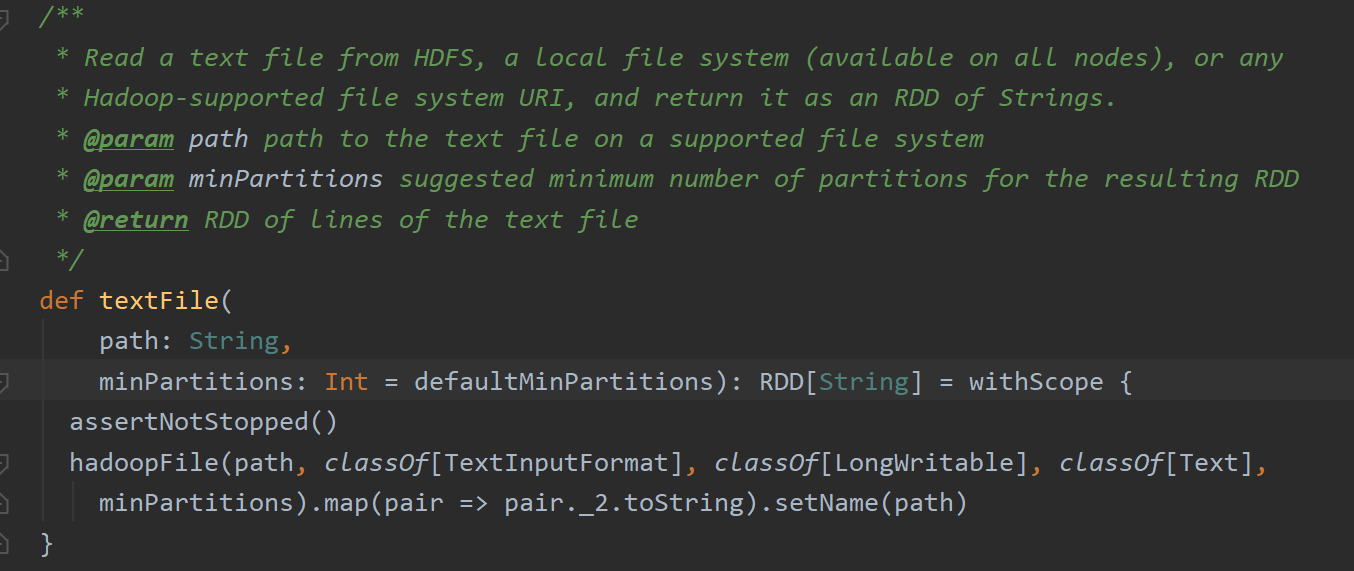 /**
 * Read a text file from HDFS, a local file system (available on all nodes), or any
 * Hadoop-supported file system URI, and return it as an RDD of Strings.
 * @param path path to the text file on a supported file system
 * @param minPartitions suggested minimum number of partitions for the resulting RDD
 * @return RDD of lines of the text file
 */
def textFile(
    path: String,
    minPartitions: Int = defaultMinPartitions): RDD[String] = withScope {
  assertNotStopped()
  hadoopFile(path, classOf[TextInputFormat], classOf[LongWritable], classOf[Text],
    minPartitions).map(pair => pair._2.toString).setName(path)
}